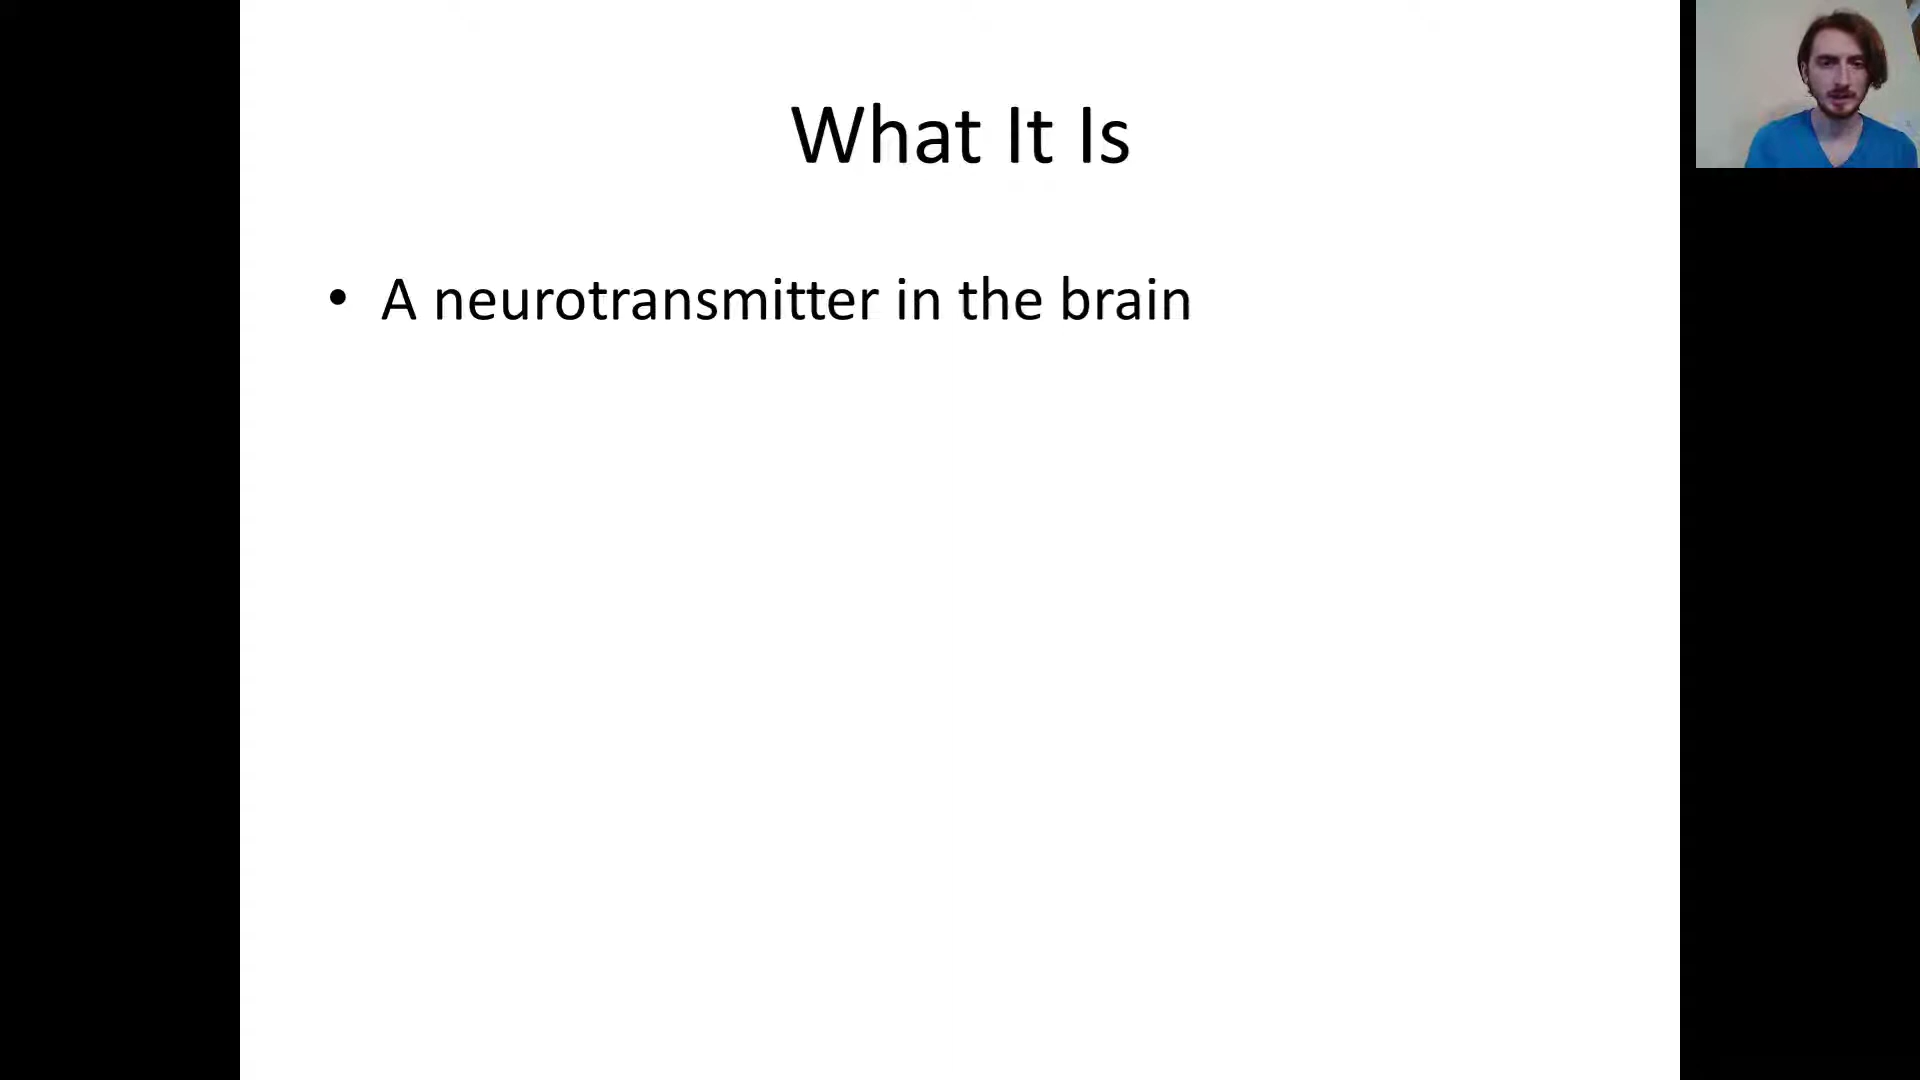 What It Is
• A neurotransmitter in the brain